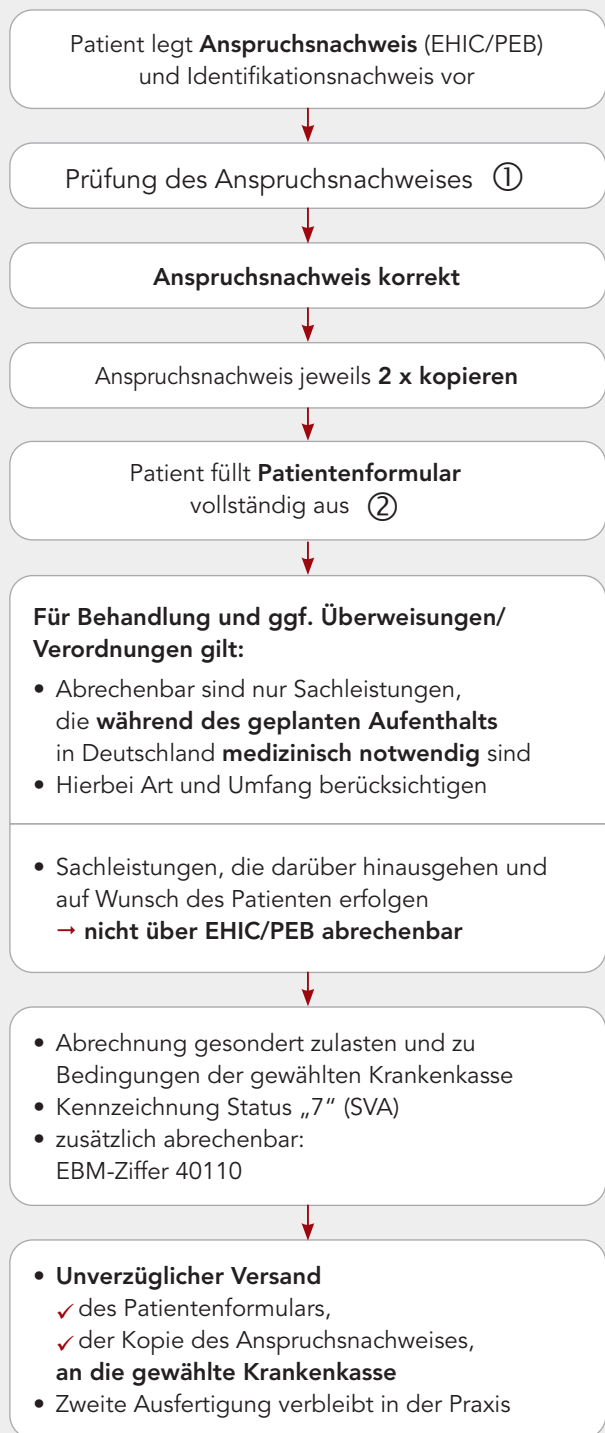 Patient legt Anspruchsnachweis (EHIC/PEB)
und Identifikationsnachweis vor
Prüfung des Anspruchsnachweises ①
Anspruchsnachweis korrekt
Anspruchsnachweis jeweils 2 x kopieren
Patient füllt Patientenformular
vollständig aus ②
Für Behandlung und ggf. Überweisungen/
Verordnungen gilt:
• Abrechenbar sind nur Sachleistungen,
die während des geplanten Aufenthalts
in Deutschland medizinisch notwendig sind
• Hierbei Art und Umfang berücksichtigen
• Sachleistungen, die darüber hinausgehen und
auf Wunsch des Patienten erfolgen
→ nicht über EHIC/PEB abrechenbar
• Abrechnung gesondert zulasten und zu
Bedingungen der gewählten Krankenkasse
• Kennzeichnung Status „7“ (SVA)
• zusätzlich abrechenbar:
EBM-Ziffer 40110
• Unverzüglicher Versand
✓ des Patientenformulars,
✓ der Kopie des Anspruchsnachweises,
an die gewählte Krankenkasse
• Zweite Ausfertigung verbleibt in der Praxis